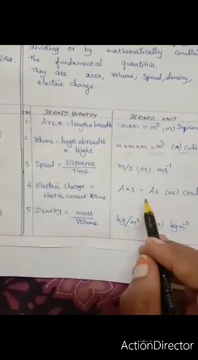 dividing or by mathematically
the fundamental quantities.
They are area, volume, speed, density,
electric charge
DERIVED QUANTITY DERIVED UNIT
1 Area = length x breadth 1m x m = m² (or) square
2 Volume = length x breadth x height m x m x m = m³ (or) cubic
3 Speed = Distance / Time m/s (or) ms⁻¹
4 Electric charge = electric current x time A x s = As (or) coul
5 Density = mass / volume kg/m³ kgm⁻³
ActionDirector